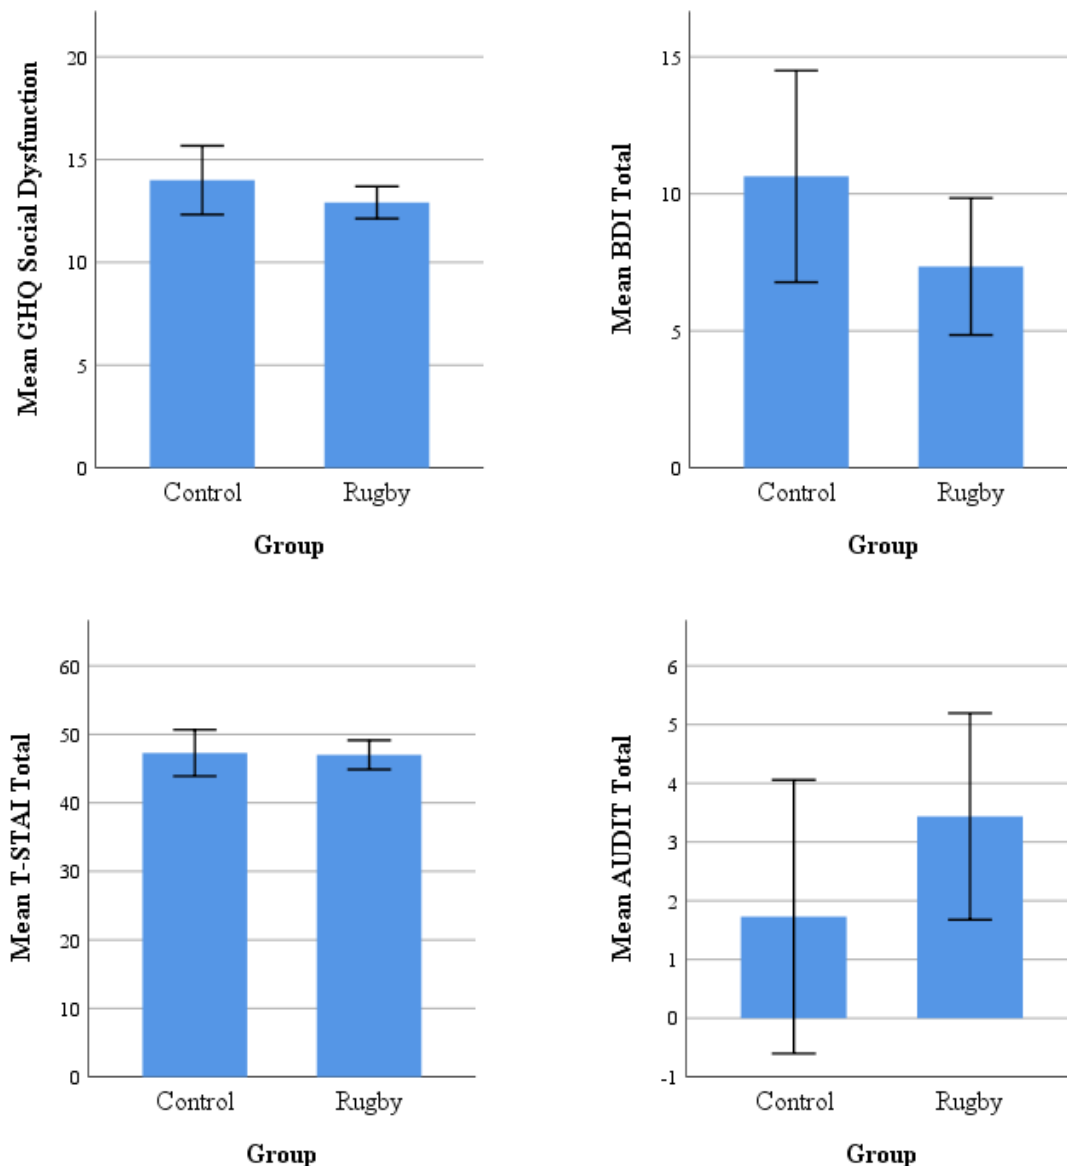 Mean GHQ Social Dysfunction
20
15
10
5
0
Control Rugby
Group
Mean BDI Total
15
10
5
0
Control Rugby
Group
Mean T-STAI Total
60
50
40
30
20
10
0
Control Rugby
Group
Mean AUDIT Total
6
5
4
3
2
1
0
-1
Control Rugby
Group